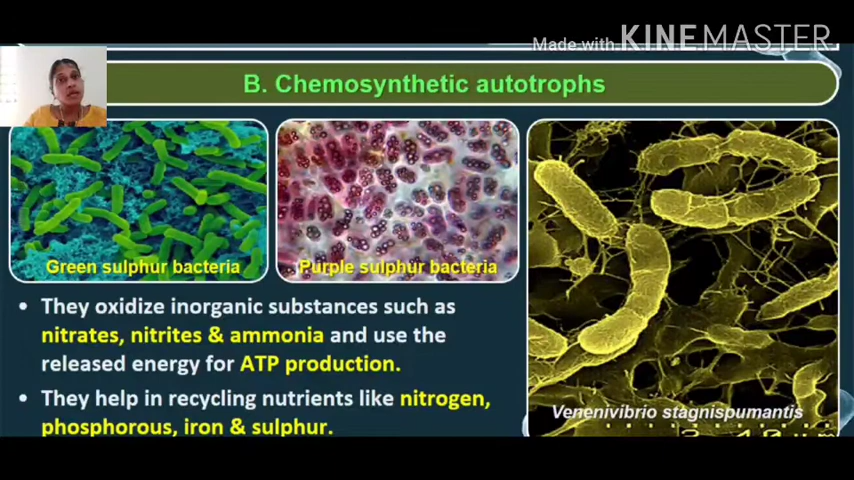 Made with KINEMASTER
B. Chemosynthetic autotrophs
Green sulphur bacteria
Purple sulphur bacteria
• They oxidize inorganic substances such as
nitrates, nitrites & ammonia and use the
released energy for ATP production.
• They help in recycling nutrients like nitrogen,
phosphorous, iron & sulphur.
Venenivibrio stagnispumantis